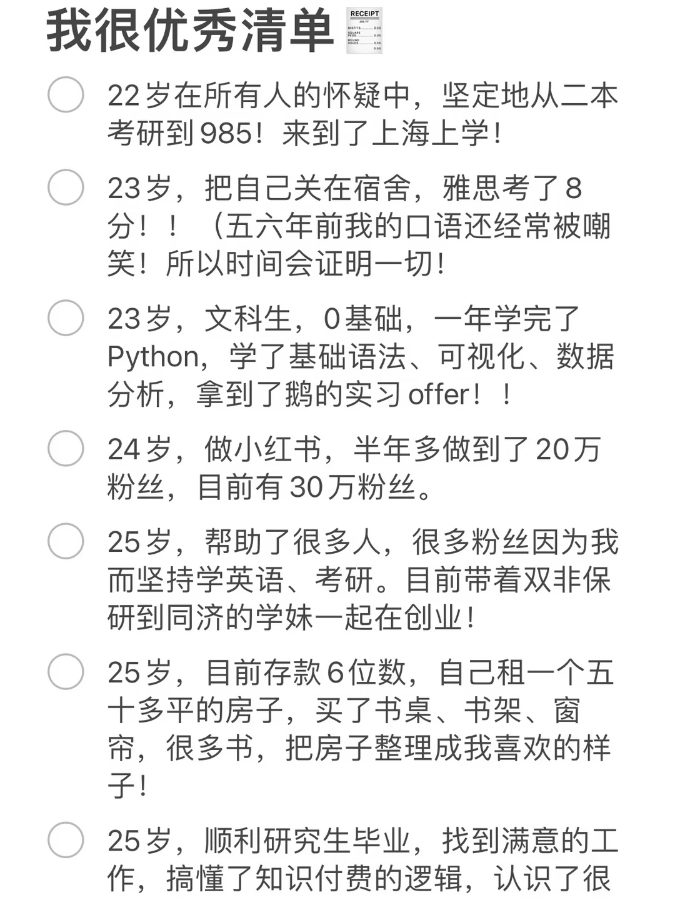 我很优秀清单
RECEIPT
22岁在所有人的怀疑中，坚定地从二本
考研到985！来到了上海上学！
23岁，把自己关在宿舍，雅思考了8
分！！（五六年前我的口语还经常被嘲
笑！所以时间会证明一切！
23岁，文科生，0基础，一年学完了
Python，学了基础语法、可视化、数据
分析，拿到了鹅的实习offer！！
24岁，做小红书，半年多做到了20万
粉丝，目前有30万粉丝。
25岁，帮助了很多人，很多粉丝因为我
而坚持学英语、考研。目前带着双非保
研到同济的学妹一起在创业！
25岁，目前存款6位数，自己租一个五
十多平的房子，买了书桌、书架、窗
帘，很多书，把房子整理成我喜欢的样
子！
25岁，顺利研究生毕业，找到满意的工
作，搞懂了知识付费的逻辑，认识了很